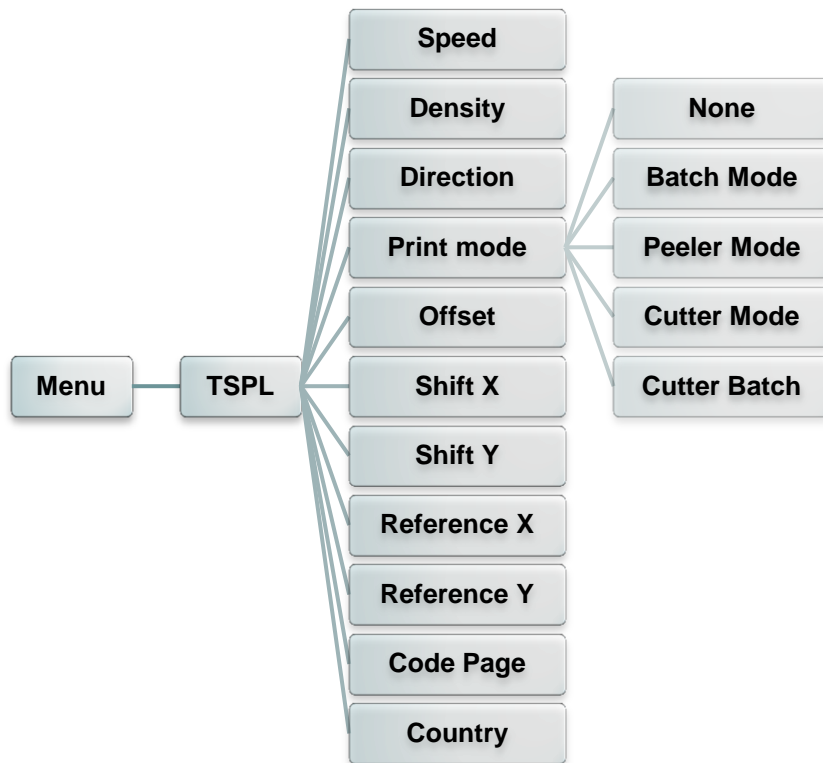 Menu
TSPL
Speed
Density
Direction
Print mode
Offset
Shift X
Shift Y
Reference X
Reference Y
Code Page
Country
None
Batch Mode
Peeler Mode
Cutter Mode
Cutter Batch